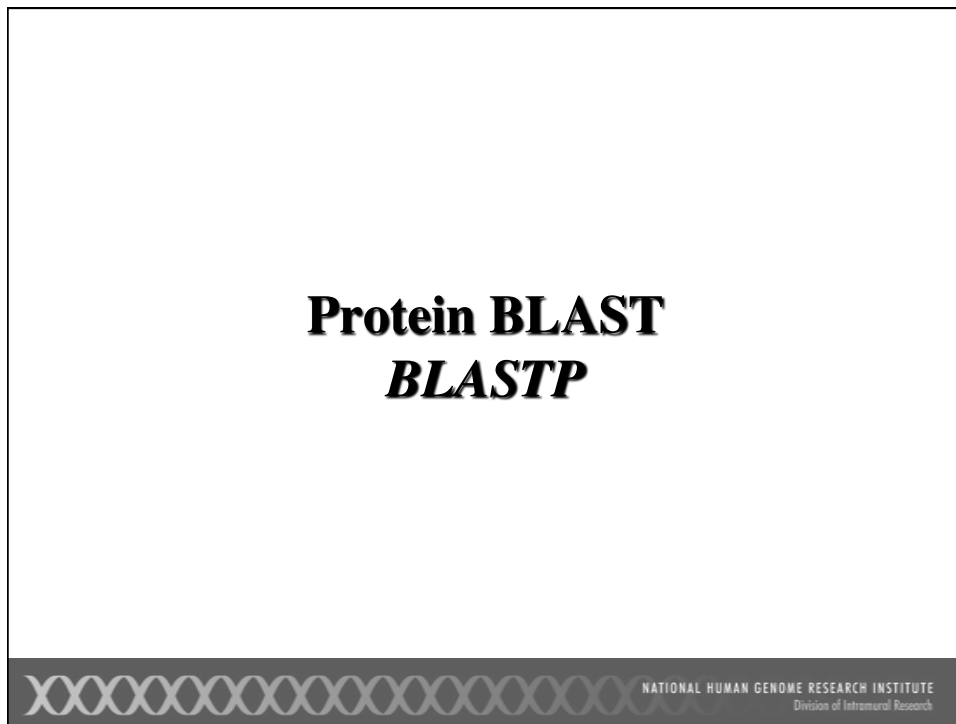 Protein BLAST
BLASTP
NATIONAL HUMAN GENOME RESEARCH INSTITUTE
Division of Intramural Research